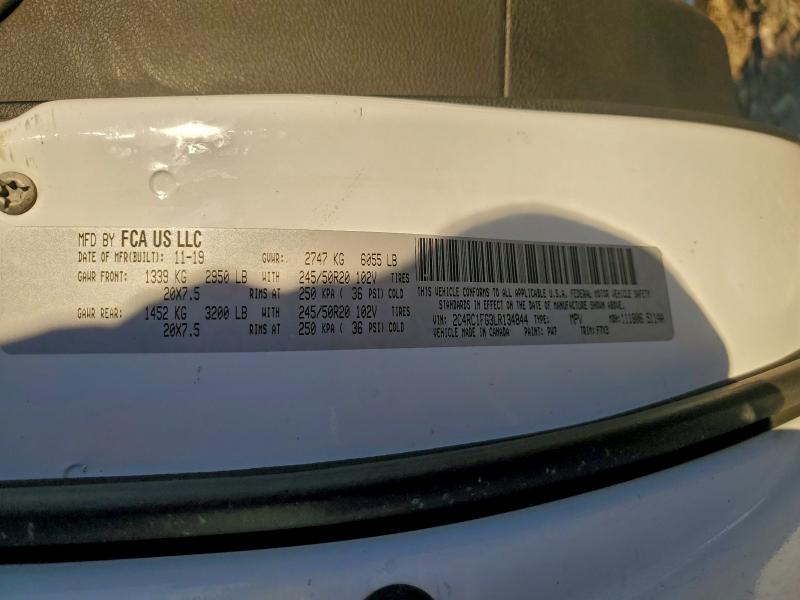 MFD BY FCA US LLC
DATE OF MFR(BUILT): 11-19 GVWR: 2747 KG 6055 LB
GAWR FRONT: 1339 KG 2950 LB WITH 245/50R20 102V TIRES
20X7.5 RIMS AT 250 KPA ( 36 PSI) COLD
GAWR REAR: 1452 KG 3200 LB WITH 245/50R20 102V TIRES
20X7.5 RIMS AT 250 KPA ( 36 PSI) COLD
THIS VEHICLE CONFORMS TO ALL APPLICABLE U.S.A. FEDERAL MOTOR VEHICLE SAFETY
STANDARDS IN EFFECT ON THE DATE OF MANUFACTURE SHOWN ABOVE.
VIN: 2C4RC1FG3LR134844 TYPE: MPV MDH: 51144
VEHICLE MADE IN CANADA PAINT: PW7 TRIM: